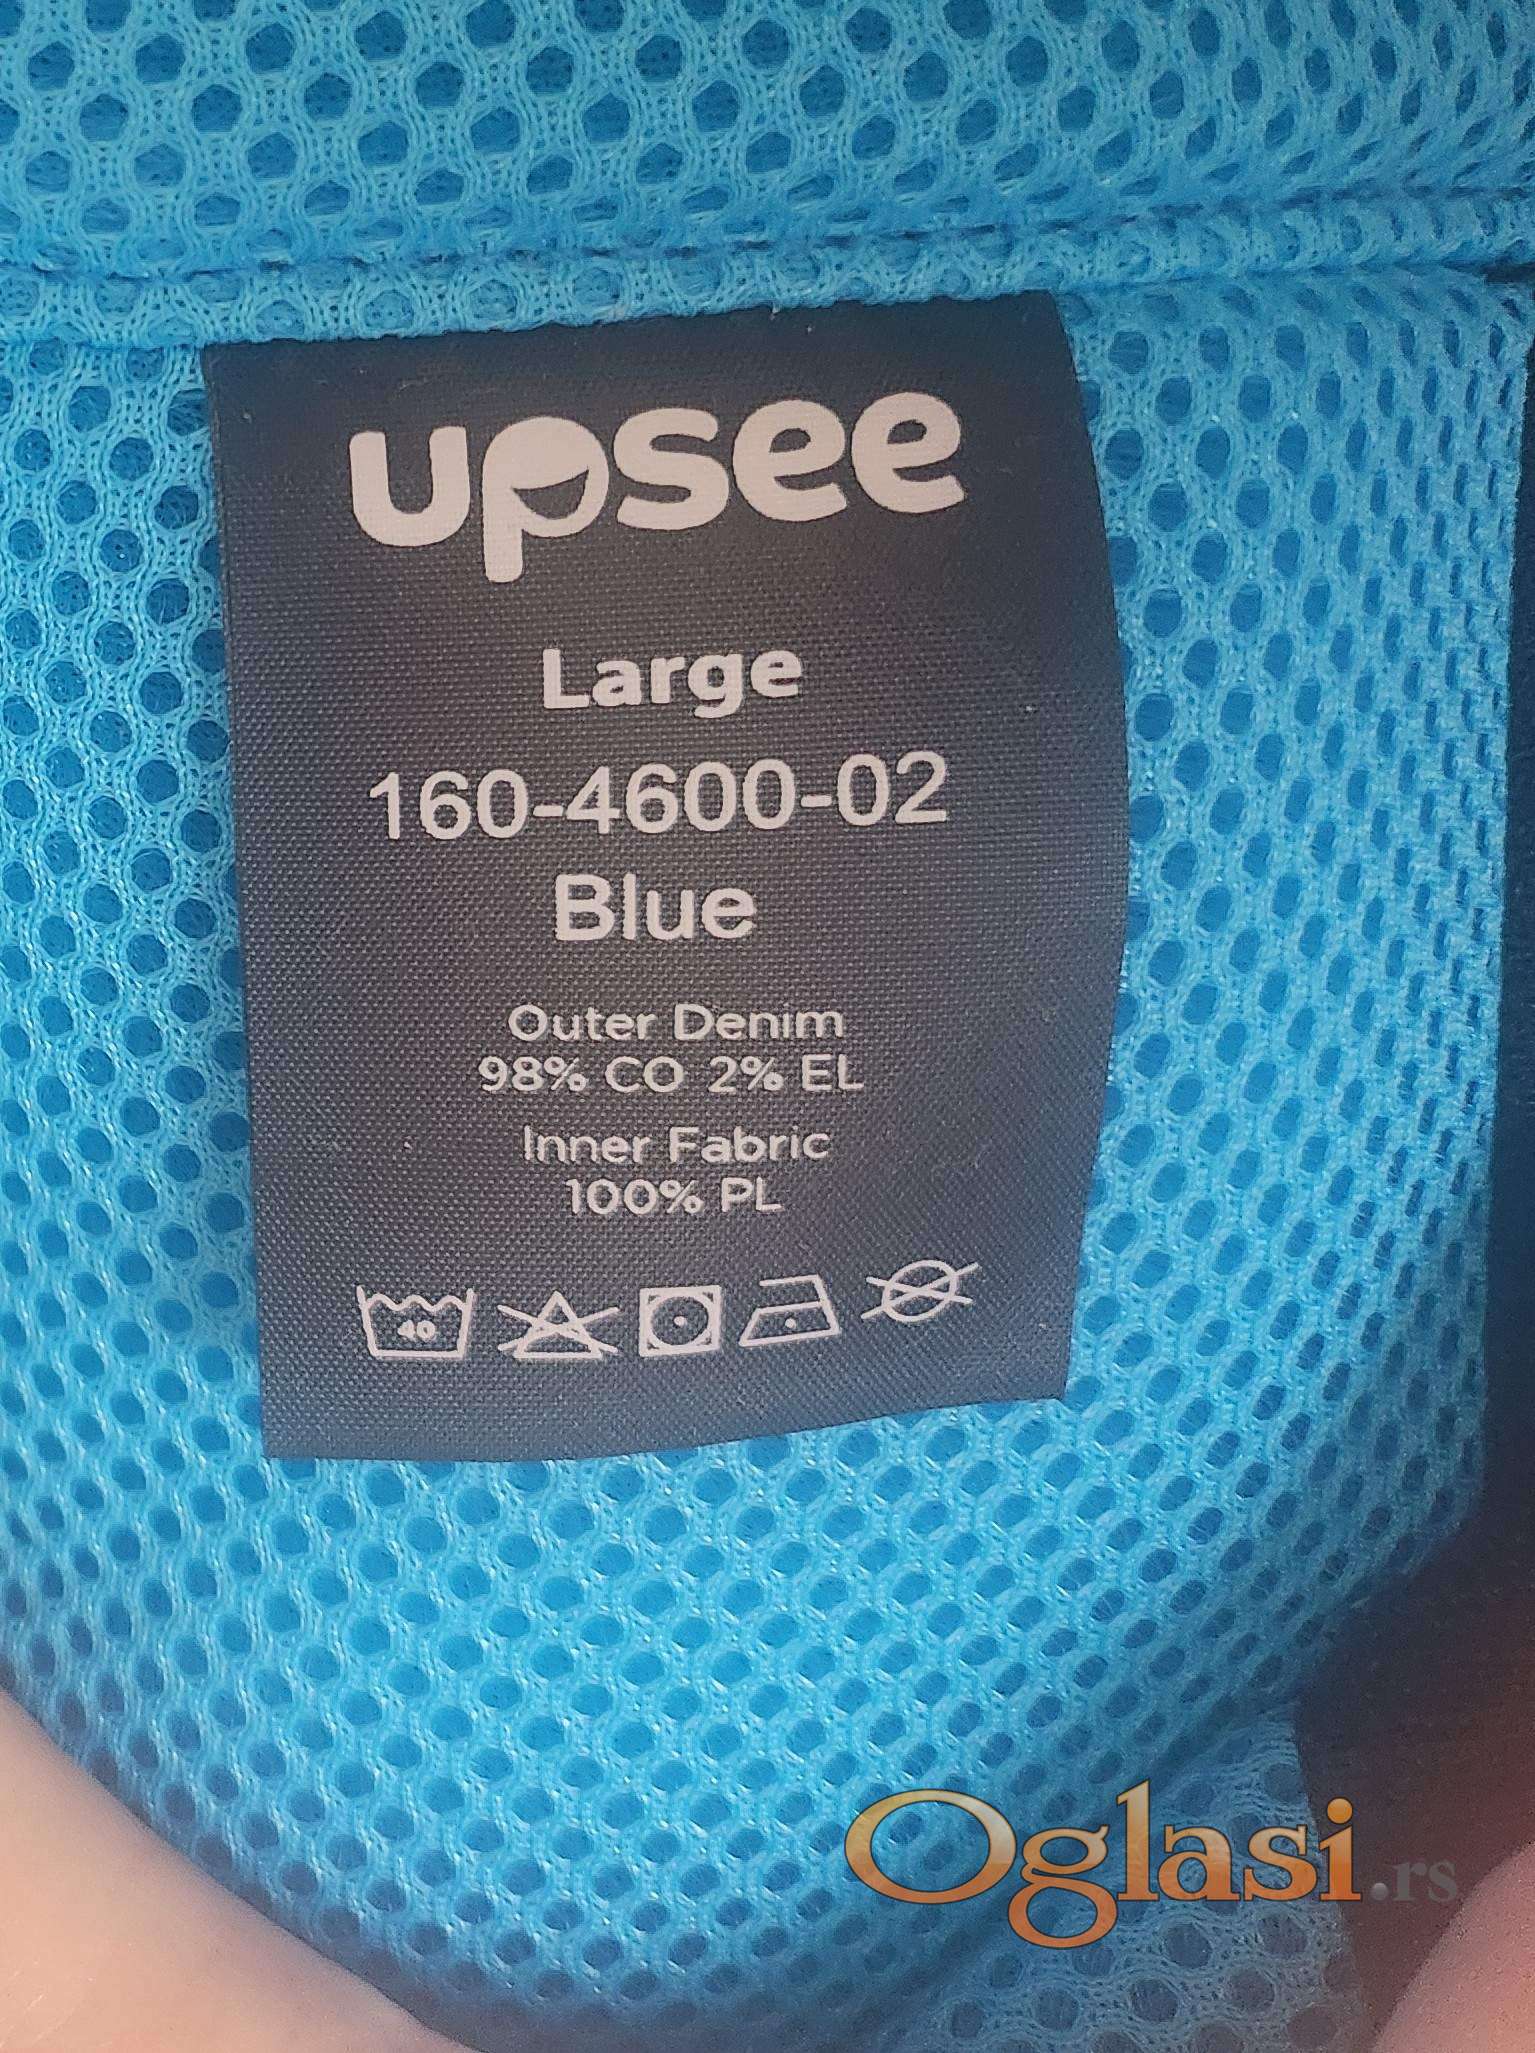 upsee
Large
160-4600-02
Blue
Outer Denim
98% CO 2% EL
Inner Fabric
100% PL
40
Oglasi.rs